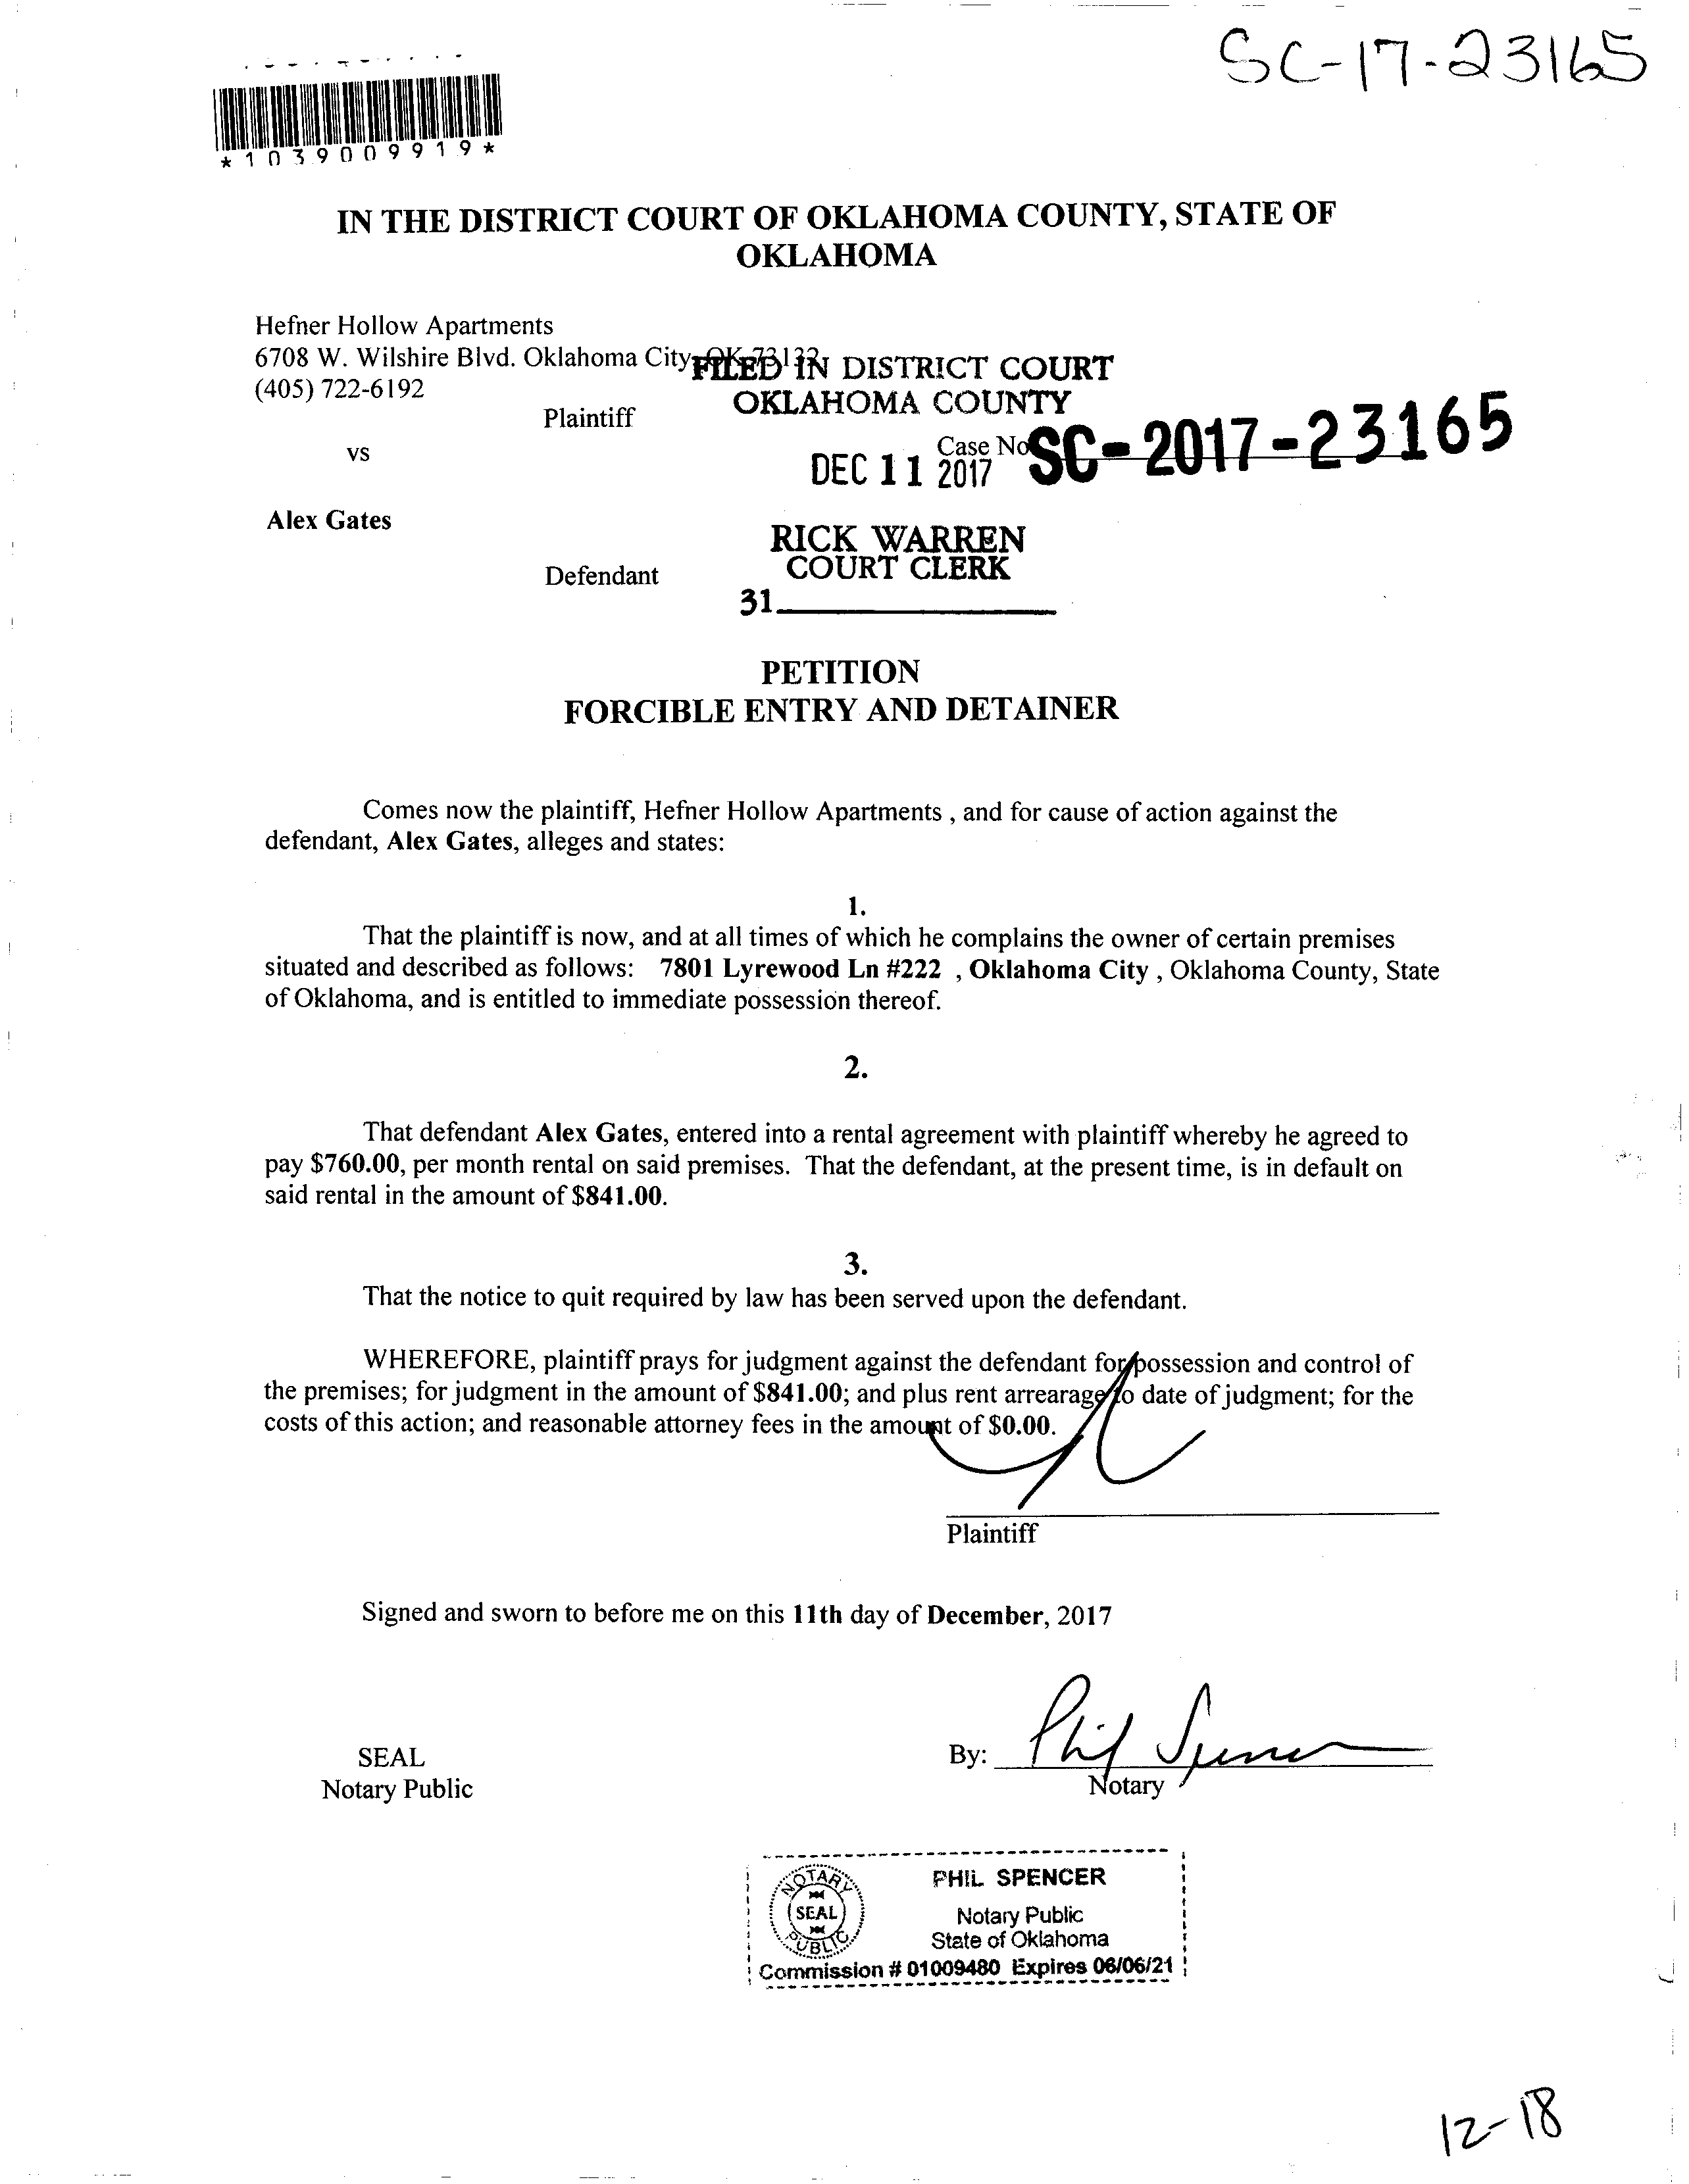 SC-17-23165
*1039009919*
IN THE DISTRICT COURT OF OKLAHOMA COUNTY, STATE OF
OKLAHOMA
Hefner Hollow Apartments
6708 W. Wilshire Blvd. Oklahoma City, OK 73132
(405) 722-6192
Plaintiff
FILED IN DISTRICT COURT
OKLAHOMA COUNTY
vs
Case No SC-2017-23165
DEC 11 2017
Alex Gates
RICK WARREN
COURT CLERK
Defendant
31
PETITION
FORCIBLE ENTRY AND DETAINER
Comes now the plaintiff, Hefner Hollow Apartments , and for cause of action against the
defendant, Alex Gates, alleges and states:
1.
That the plaintiff is now, and at all times of which he complains the owner of certain premises
situated and described as follows: 7801 Lyrewood Ln #222 , Oklahoma City , Oklahoma County, State
of Oklahoma, and is entitled to immediate possession thereof.
2.
That defendant Alex Gates, entered into a rental agreement with plaintiff whereby he agreed to
pay $760.00, per month rental on said premises. That the defendant, at the present time, is in default on
said rental in the amount of $841.00.
3.
That the notice to quit required by law has been served upon the defendant.
WHEREFORE, plaintiff prays for judgment against the defendant for possession and control of
the premises; for judgment in the amount of $841.00; and plus rent arrearage to date of judgment; for the
costs of this action; and reasonable attorney fees in the amount of $0.00.
Plaintiff
Signed and sworn to before me on this 11th day of December, 2017
SEAL
Notary Public
By: Phil Spencer
Notary
NOTARY
SEAL
PUBLIC
PHIL SPENCER
Notary Public
State of Oklahoma
Commission # 01009480 Expires 06/06/21
12-18